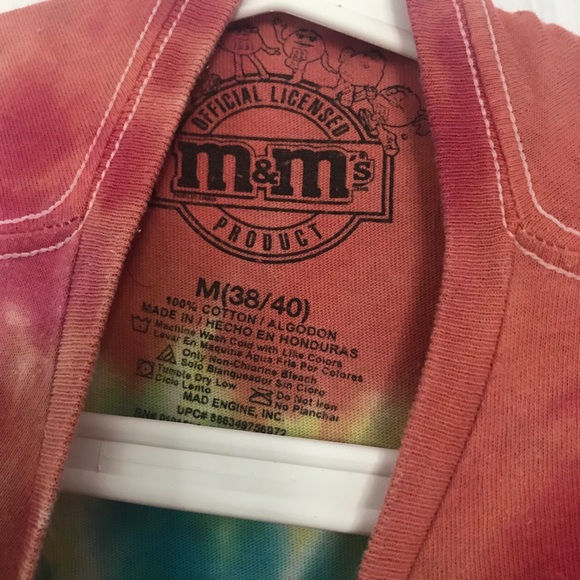 OFFICIAL LICENSED
m&m's
PRODUCT
M(38/40)
100% COTTON / ALGODON
MADE IN / HECHO EN HONDURAS
Machine Wash Cold with Like Colors
Lavar En Maquina Agua Fria Por Colores
Only Non-Chlorine Bleach
Solo Blanqueador Sin Cloro
Tumble Dry Low
Ciclo Lento
Do Not Iron
No Planchar
MAD ENGINE, INC.
UPC# 886349756972